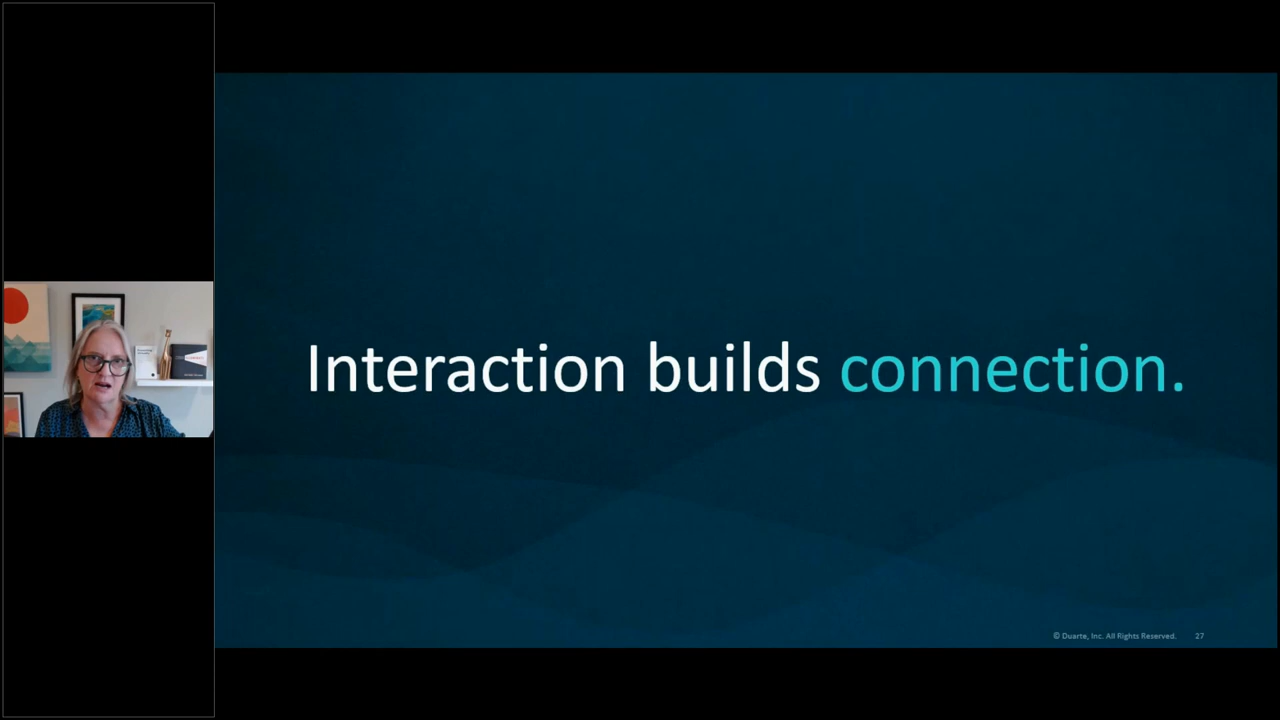 Interaction builds connection.
© Duarte, Inc. All Rights Reserved. 27